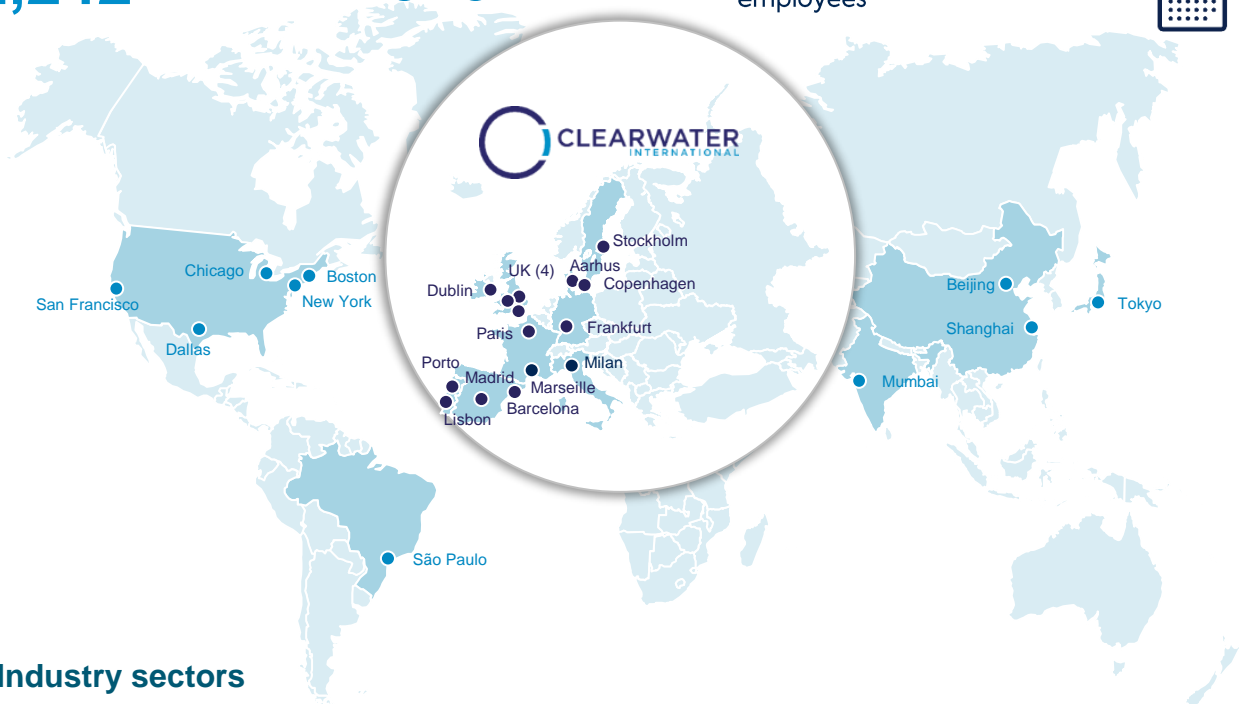 employees
CLEARWATER
INTERNATIONAL
Stockholm
UK (4)
Aarhus
Copenhagen
Dublin
Chicago
Boston
San Francisco
New York
Dallas
Paris
Frankfurt
Porto
Madrid
Milan
Marseille
Barcelona
Lisbon
Beijing
Tokyo
Shanghai
Mumbai
São Paulo
Industry sectors